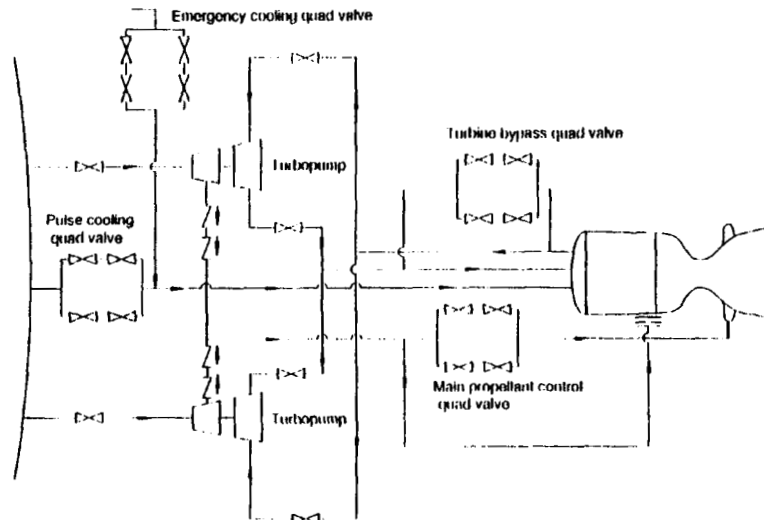 Emergency cooling quad valve
Turbopump
Turbine bypass quad valve
Pulse cooling
quad valve
Main propellant control
quad valve
Turbopump